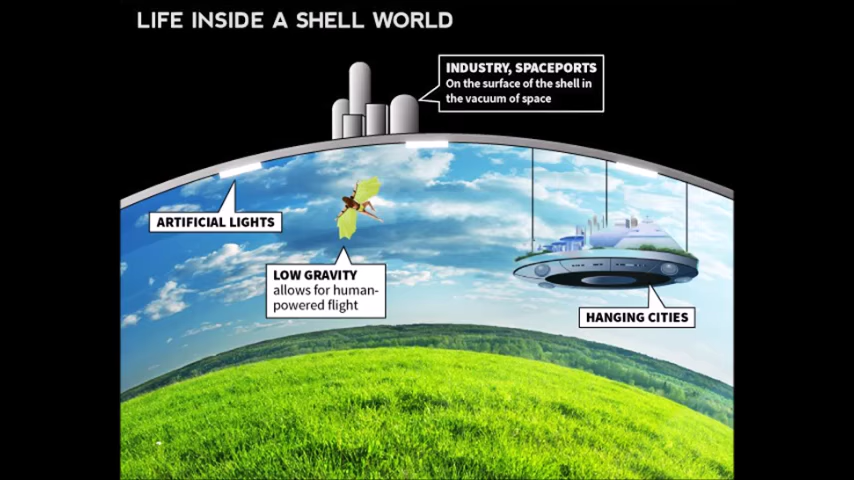 LIFE INSIDE A SHELL WORLD
INDUSTRY, SPACEPORTS
On the surface of the shell in
the vacuum of space
ARTIFICIAL LIGHTS
LOW GRAVITY
allows for human-
powered flight
HANGING CITIES